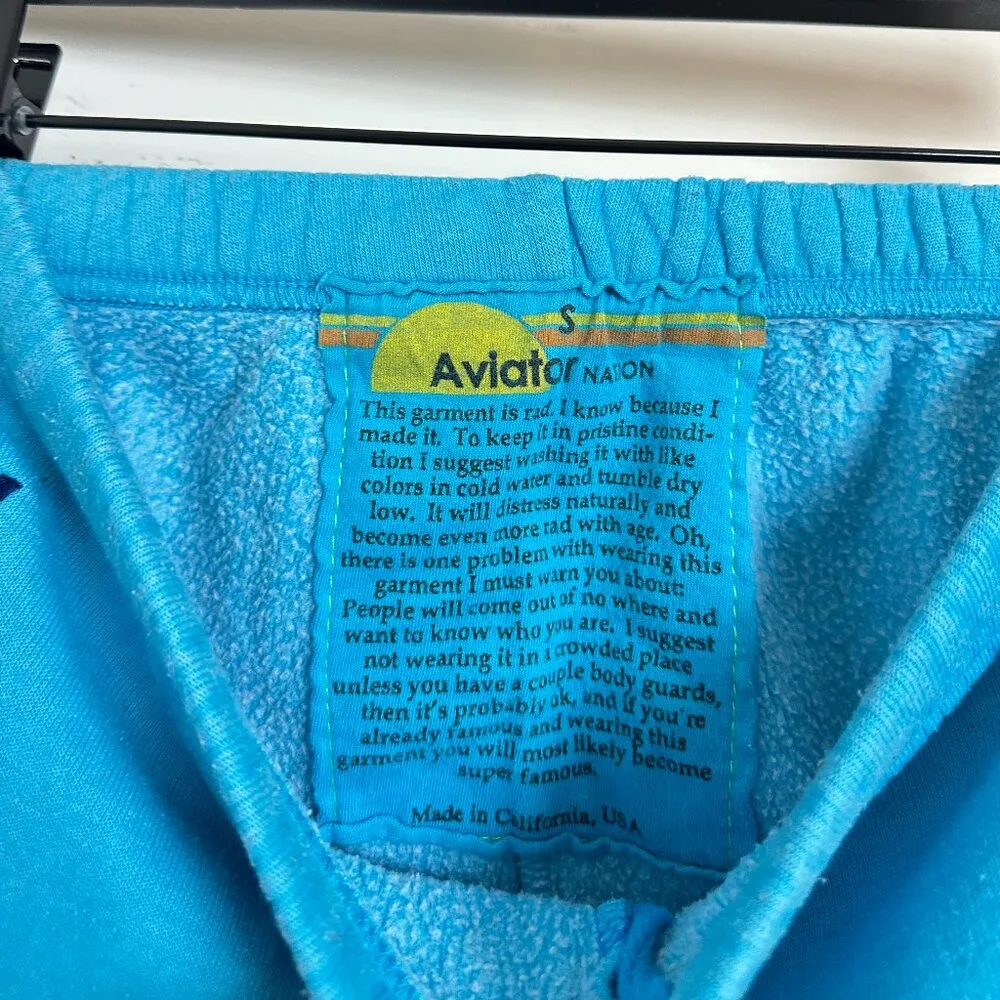 S
Aviator NATION
This garment is rad. I know because I
made it. To keep it in pristine condi-
tion I suggest washing it with like
colors in cold water and tumble dry
low. It will distress naturally and
become even more rad with age. Oh,
there is one problem with wearing this
garment I must warn you about:
People will come out of no where and
want to know who you are. I suggest
not wearing it in a crowded place
unless you have a couple body guards,
then it's probably ok, and if you're
already famous and wearing this
garment you will most likely become
super famous.
Made in California, USA